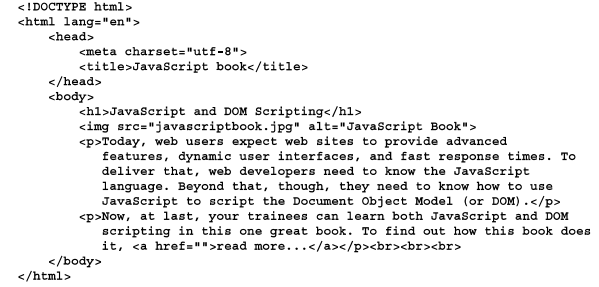 <!DOCTYPE html>
<html lang="en">
    <head>
        <meta charset="utf-8">
        <title>JavaScript book</title>
    </head>
    <body>
        <h1>JavaScript and DOM Scripting</h1>
        <img src="javascriptbook.jpg" alt="JavaScript Book">
        <p>Today, web users expect web sites to provide advanced
           features, dynamic user interfaces, and fast response times. To
           deliver that, web developers need to know the JavaScript
           language. Beyond that, though, they need to know how to use
           JavaScript to script the Document Object Model (or DOM).</p>
        <p>Now, at last, your trainees can learn both JavaScript and DOM
           scripting in this one great book. To find out how this book does
           it, <a href="">read more...</a></p><br><br><br>
    </body>
</html>